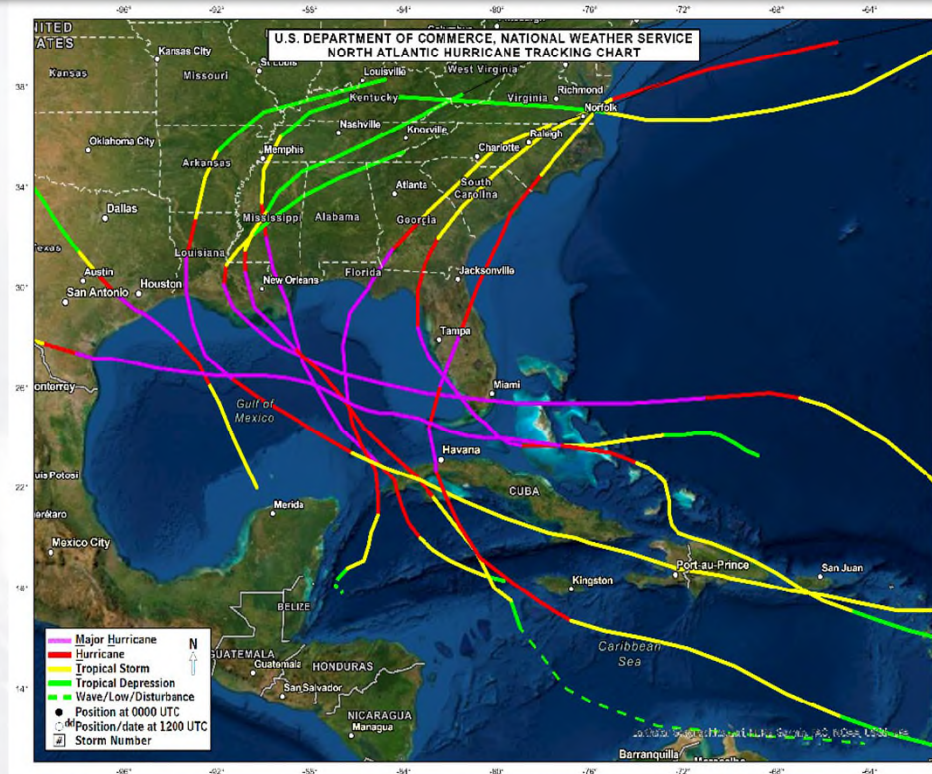 -96° -92° -55° -54° -80° -76° -72° -68° -64°
U.S. DEPARTMENT OF COMMERCE, NATIONAL WEATHER SERVICE
NORTH ATLANTIC HURRICANE TRACKING CHART
Kansas City
Kansas
Missouri
Louisville
West Virginia
38°
Kentucky
Virginia
Richmond
Norfolk
Nashville
Knoxville
Raleigh
Oklahoma City
Memphis
Charlotte
Arkansas
34°
Atlanta
South
Carolina
Dallas
Mississippi
Alabama
Georgia
Louisiana
Florida
Jacksonville
Austin
New Orleans
30°
San Antonio
Houston
Tampa
26°
Miami
Gulf of
Mexico
Havana
22°
CUBA
Merida
Mexico City
Port-au-Prince
San Juan
Kingston
BELIZE
Caribbean
Sea
GUATEMALA
Guatemala
HONDURAS
San Salvador
14°
NICARAGUA
Managua
Barranquilla
Major Hurricane
N
Hurricane
Tropical Storm
Tropical Depression
Wave/Low/Disturbance
Position at 0000 UTC
dd Position/date at 1200 UTC
# Storm Number